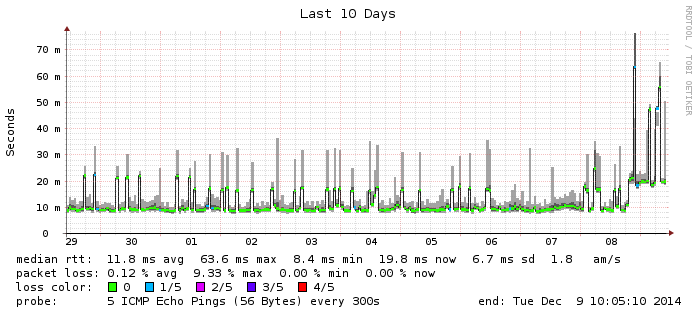 Last 10 Days
RRDTOOL / TOBI OETIKER
Seconds
70 m
60 m
50 m
40 m
30 m
20 m
10 m
0
29 30 01 02 03 04 05 06 07 08
median rtt: 11.8 ms avg 63.6 ms max 8.4 ms min 19.8 ms now 6.7 ms sd 1.8 am/s
packet loss: 0.12 % avg 9.33 % max 0.00 % min 0.00 % now
loss color: 0 1/5 2/5 3/5 4/5
probe: 5 ICMP Echo Pings (56 Bytes) every 300s end: Tue Dec 9 10:05:10 2014